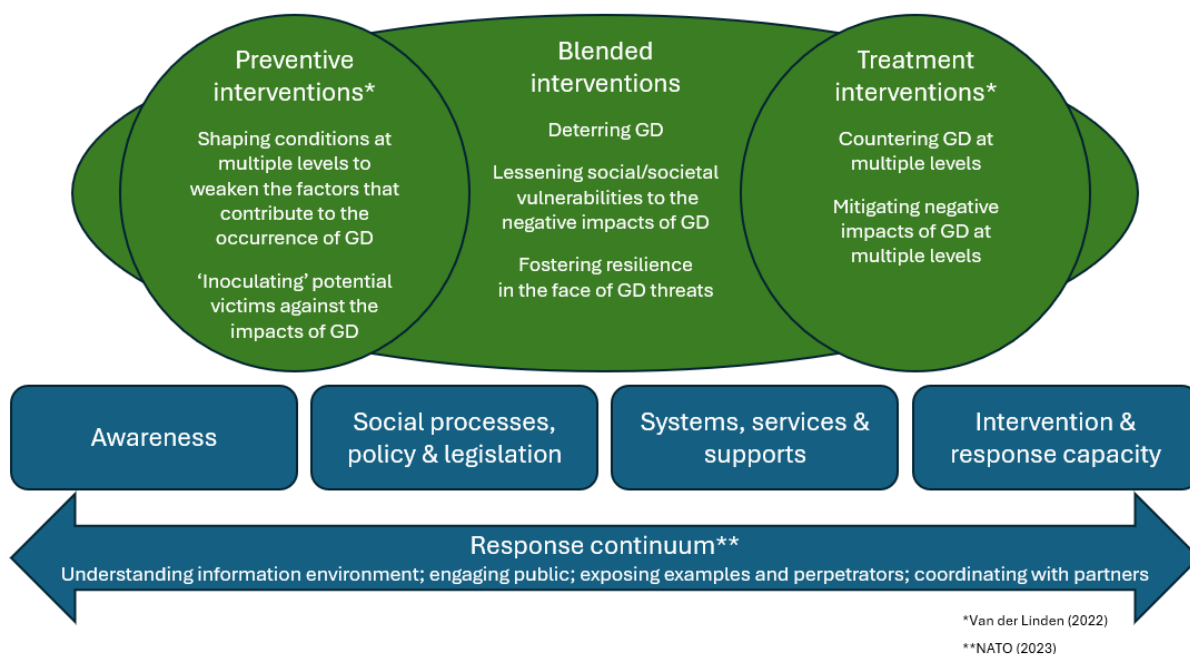 Preventive
interventions*
Shaping conditions at
multiple levels to
weaken the factors that
contribute to the
occurrence of GD
‘Inoculating’ potential
victims against the
impacts of GD
Blended
interventions
Deterring GD
Lessening social/societal
vulnerabilities to the
negative impacts of GD
Fostering resilience
in the face of GD threats
Treatment
interventions*
Countering GD at
multiple levels
Mitigating negative
impacts of GD at
multiple levels
Awareness
Social processes,
policy & legislation
Systems, services &
supports
Intervention &
response capacity
Response continuum**
Understanding information environment; engaging public; exposing examples and perpetrators; coordinating with partners
*Van der Linden (2022)
**NATO (2023)